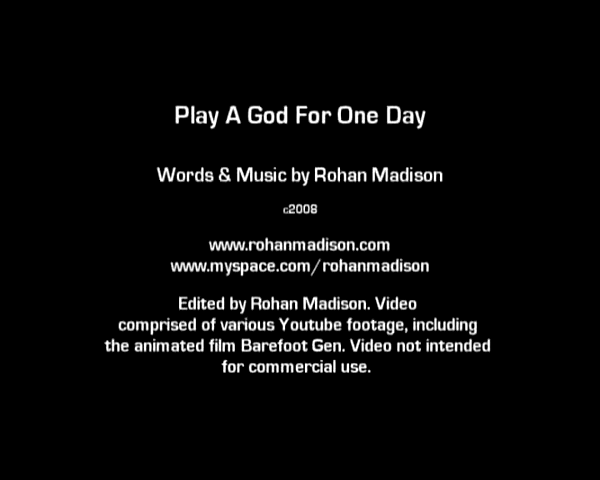 Play A God For One Day
Words & Music by Rohan Madison
c2008
www.rohanmadison.com
www.myspace.com/rohanmadison
Edited by Rohan Madison. Video
comprised of various Youtube footage, including
the animated film Barefoot Gen. Video not intended
for commercial use.